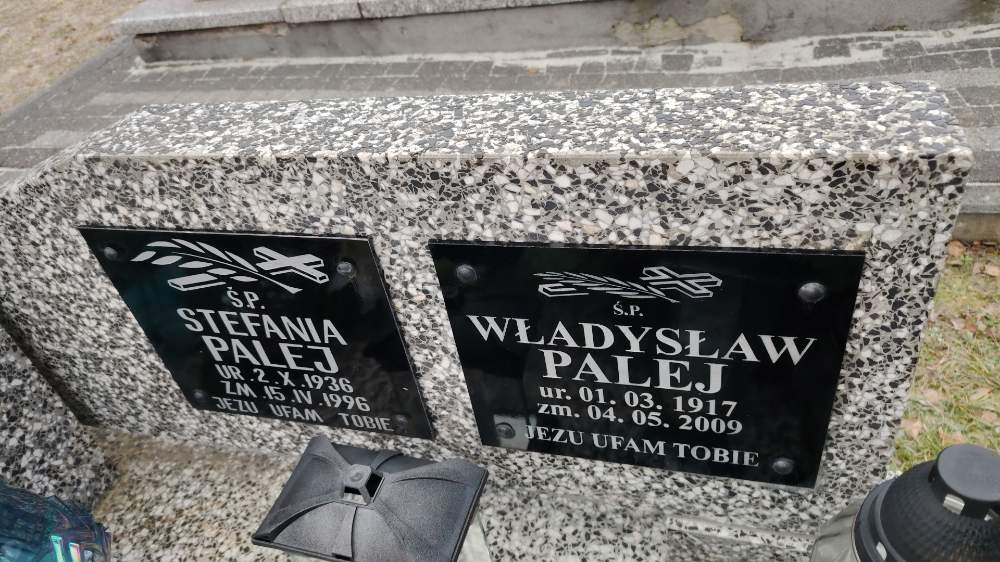 Ś.P.
STEFANIA
PALEJ
UR. 2. X. 1936
ZM. 15. IV. 1996
JEZU UFAM TOBIE
Ś.P.
WŁADYSŁAW
PALEJ
ur. 01. 03. 1917
zm. 04. 05. 2009
JEZU UFAM TOBIE